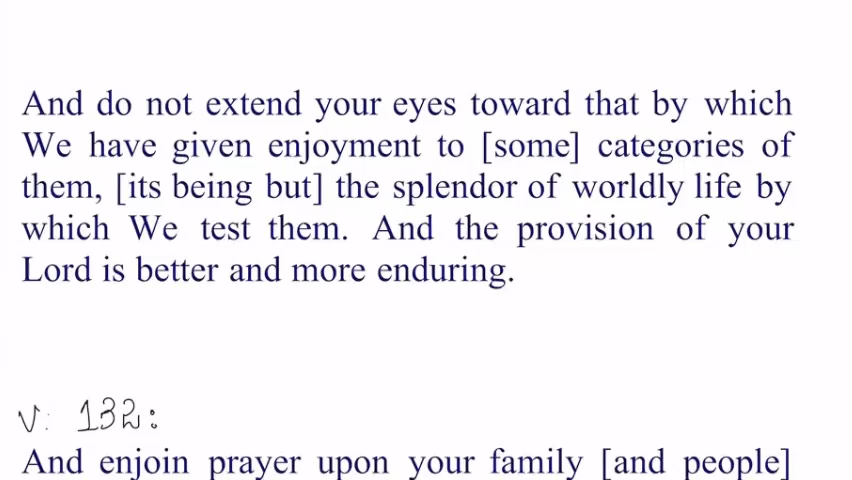 And do not extend your eyes toward that by which
We have given enjoyment to [some] categories of
them, [its being but] the splendor of worldly life by
which We test them. And the provision of your
Lord is better and more enduring.
V: 132:
And enjoin prayer upon your family [and people]